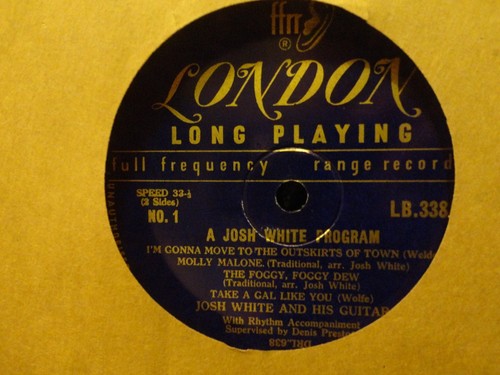 ffrr
®
LONDON
LONG PLAYING
full frequency range record
SPEED 33-⅓
(2 Sides)
NO. 1
LB.338
A JOSH WHITE PROGRAM
I'M GONNA MOVE TO THE OUTSKIRTS OF TOWN (Weld
MOLLY MALONE. (Traditional, arr. Josh White)
THE FOGGY, FOGGY DEW
(Traditional, arr. Josh White)
TAKE A GAL LIKE YOU (Wolfe)
JOSH WHITE AND HIS GUITAR
With Rhythm Accompaniment
Supervised by Denis Presto
DRL.638